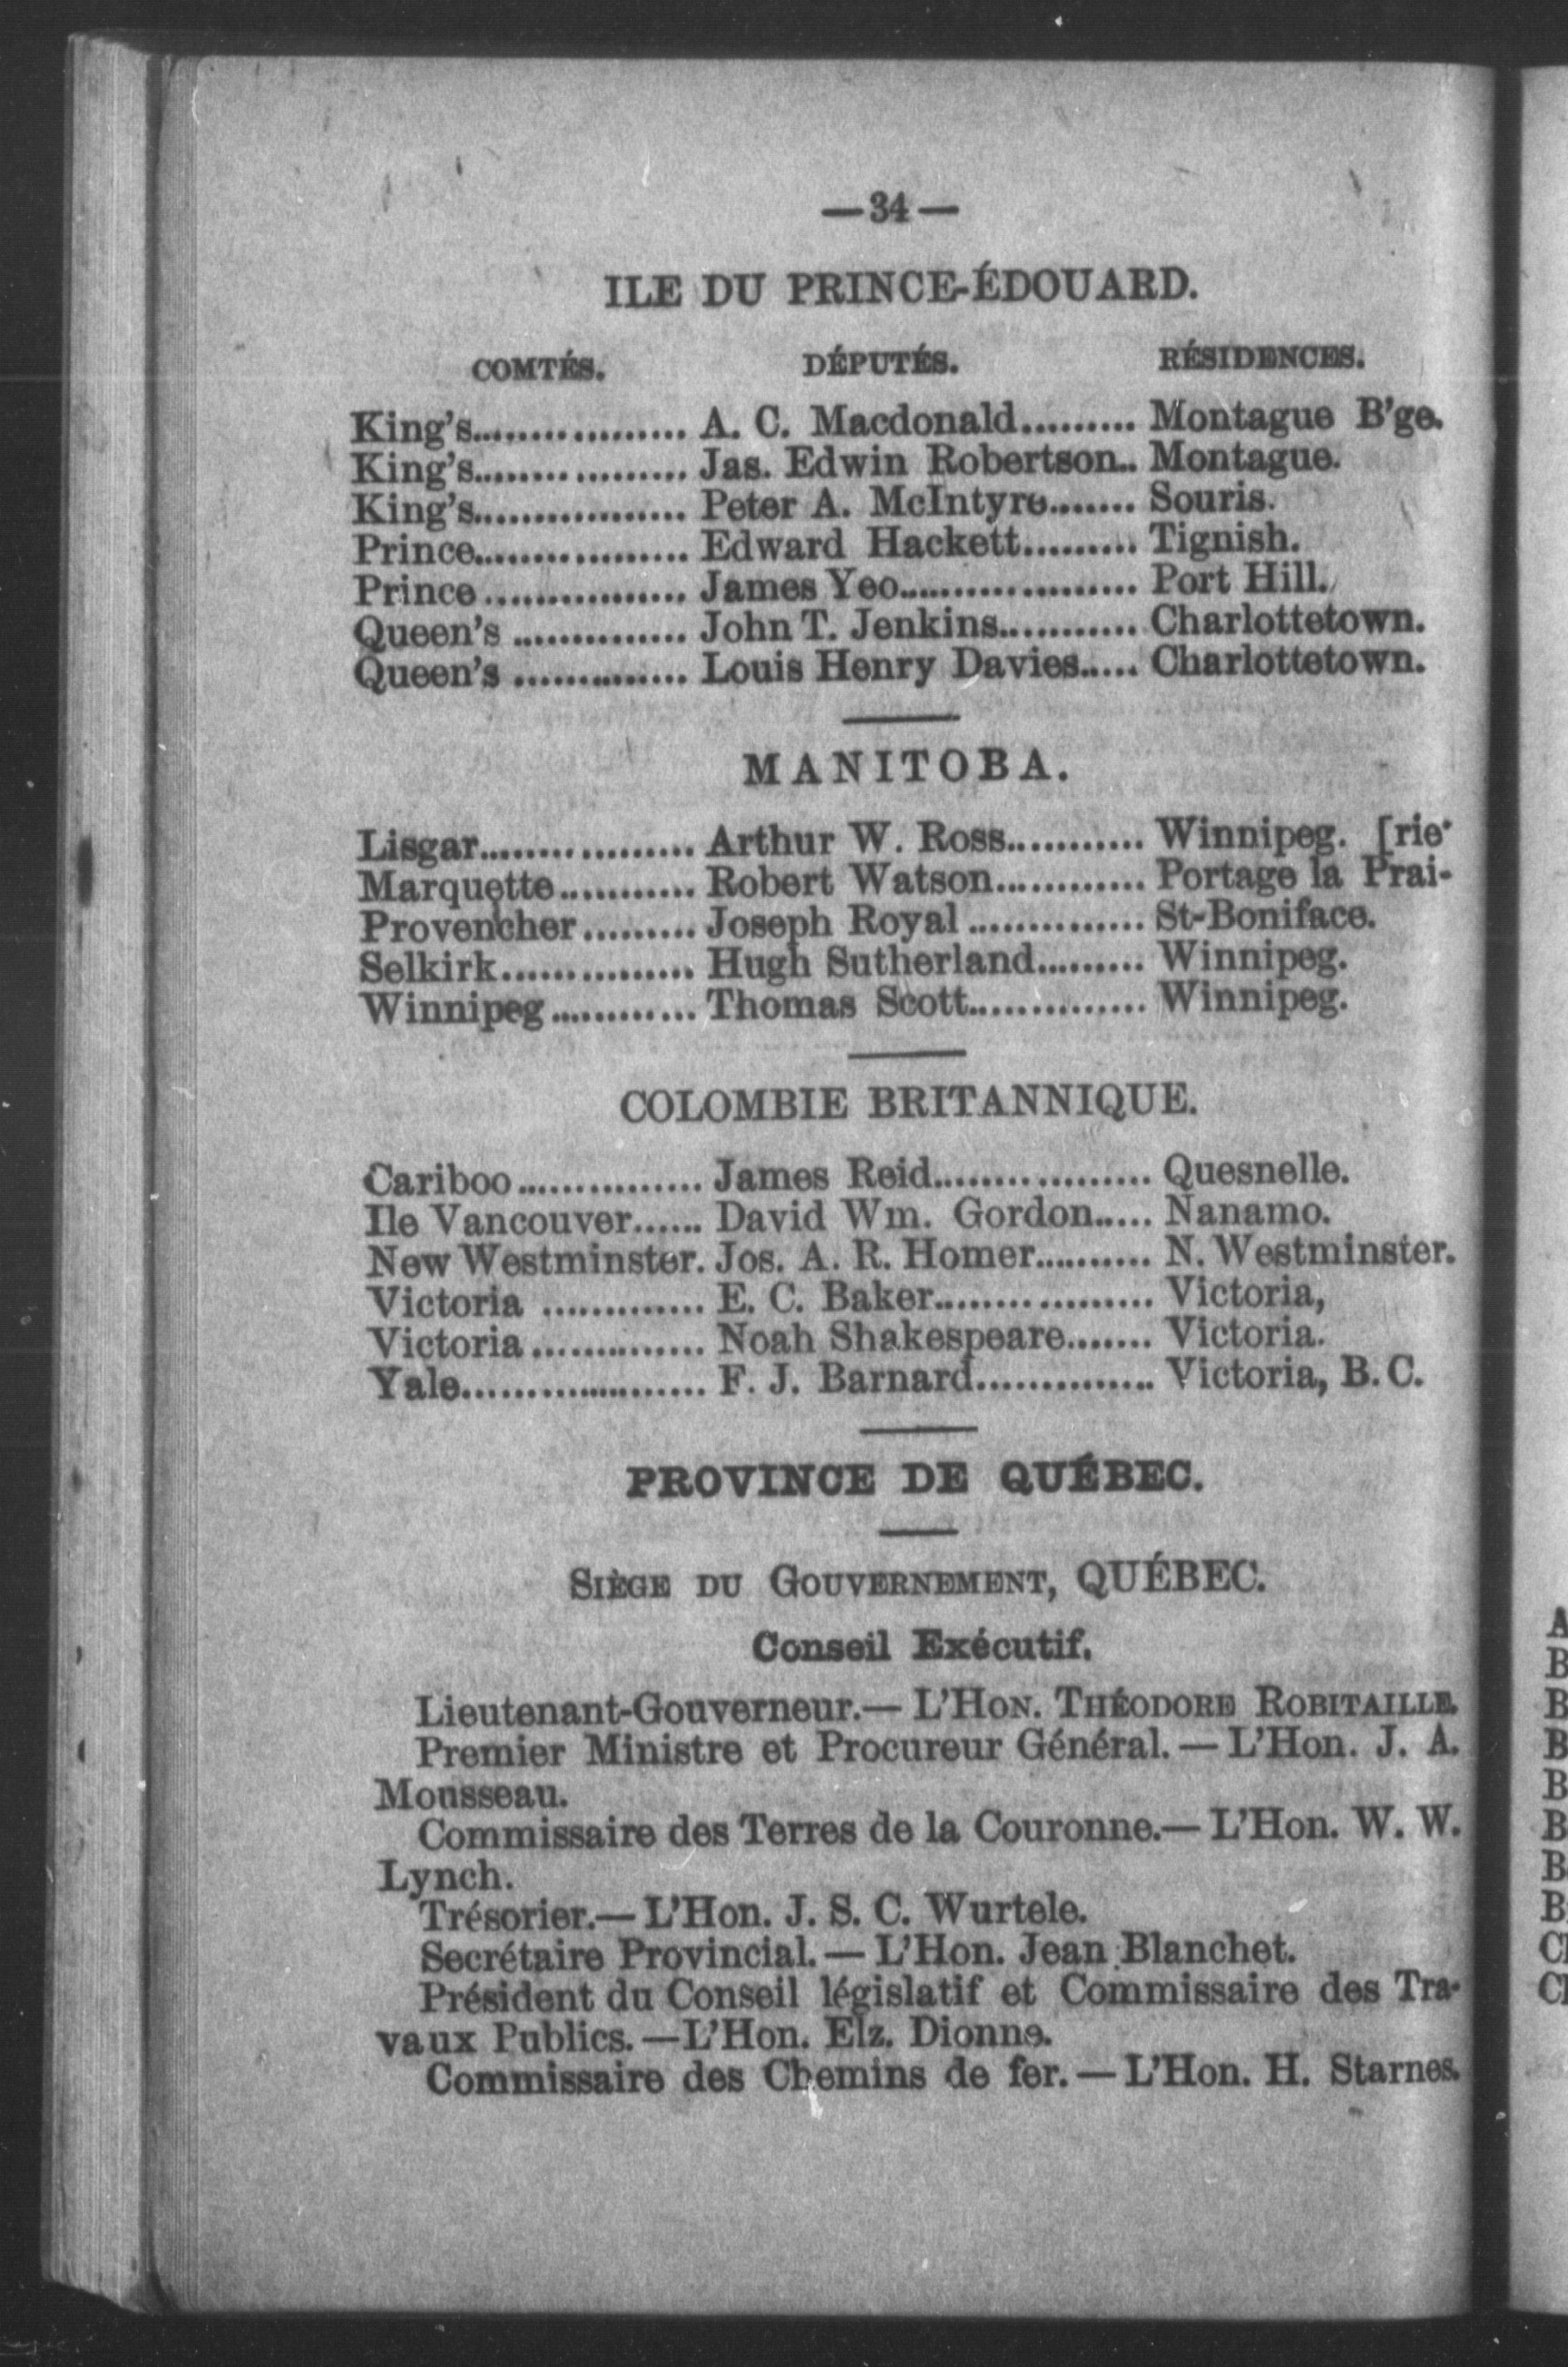 —34—
ILE DU PRINCE-ÉDOUARD.
COMTÉS. DÉPUTÉS. RÉSIDENCES.
King's.................. A. C. Macdonald.......... Montague B'ge.
King's.................. Jas. Edwin Robertson.. Montague.
King's.................. Peter A. McIntyre........ Souris.
Prince.................. Edward Hackett.......... Tignish.
Prince.................. James Yeo.................... Port Hill.
Queen's ............... John T. Jenkins............ Charlottetown.
Queen's ............... Louis Henry Davies..... Charlottetown.
MANITOBA.
Lisgar.................. Arthur W. Ross............ Winnipeg. [rie
Marquette............ Robert Watson............. Portage la Prai-
Provencher.......... Joseph Royal ............... St-Boniface.
Selkirk................ Hugh Sutherland.......... Winnipeg.
Winnipeg............. Thomas Scott............... Winnipeg.
COLOMBIE BRITANNIQUE.
Cariboo................ James Reid................... Quesnelle.
Ile Vancouver...... David Wm. Gordon..... Nanamo.
New Westminster. Jos. A. R. Homer.......... N. Westminster.
Victoria .............. E. C. Baker................... Victoria,
Victoria............... Noah Shakespeare........ Victoria.
Yale..................... F. J. Barnard................ Victoria, B. C.
PROVINCE DE QUÉBEC.
SIÈGE DU GOUVERNEMENT, QUÉBEC.
Conseil Exécutif.
Lieutenant-Gouverneur.— L'HON. THÉODORE ROBITAILLE.
Premier Ministre et Procureur Général. — L'Hon. J. A.
Mousseau.
Commissaire des Terres de la Couronne.— L'Hon. W. W.
Lynch.
Trésorier.— L'Hon. J. S. C. Wurtele.
Secrétaire Provincial. — L'Hon. Jean Blanchet.
Président du Conseil législatif et Commissaire des Tra-
vaux Publics. —L'Hon. Elz. Dionne.
Commissaire des Chemins de fer. — L'Hon. H. Starnes.